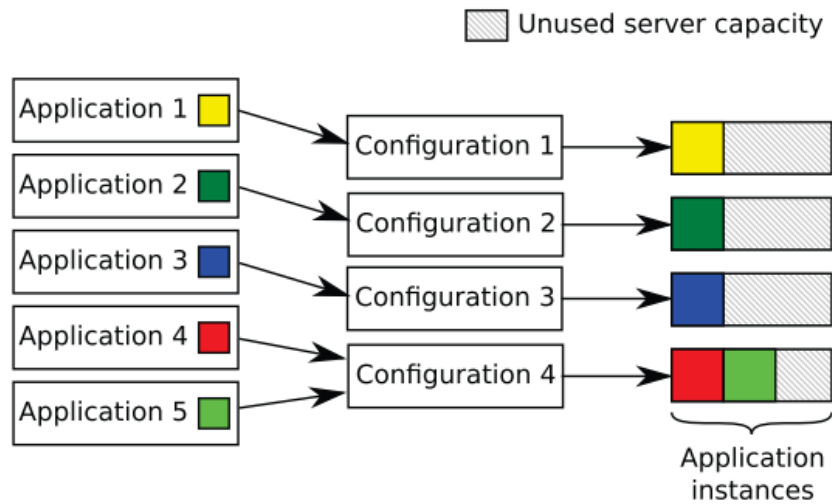 Unused server capacity
Application 1
Application 2
Application 3
Application 4
Application 5
Configuration 1
Configuration 2
Configuration 3
Configuration 4
Application
instances